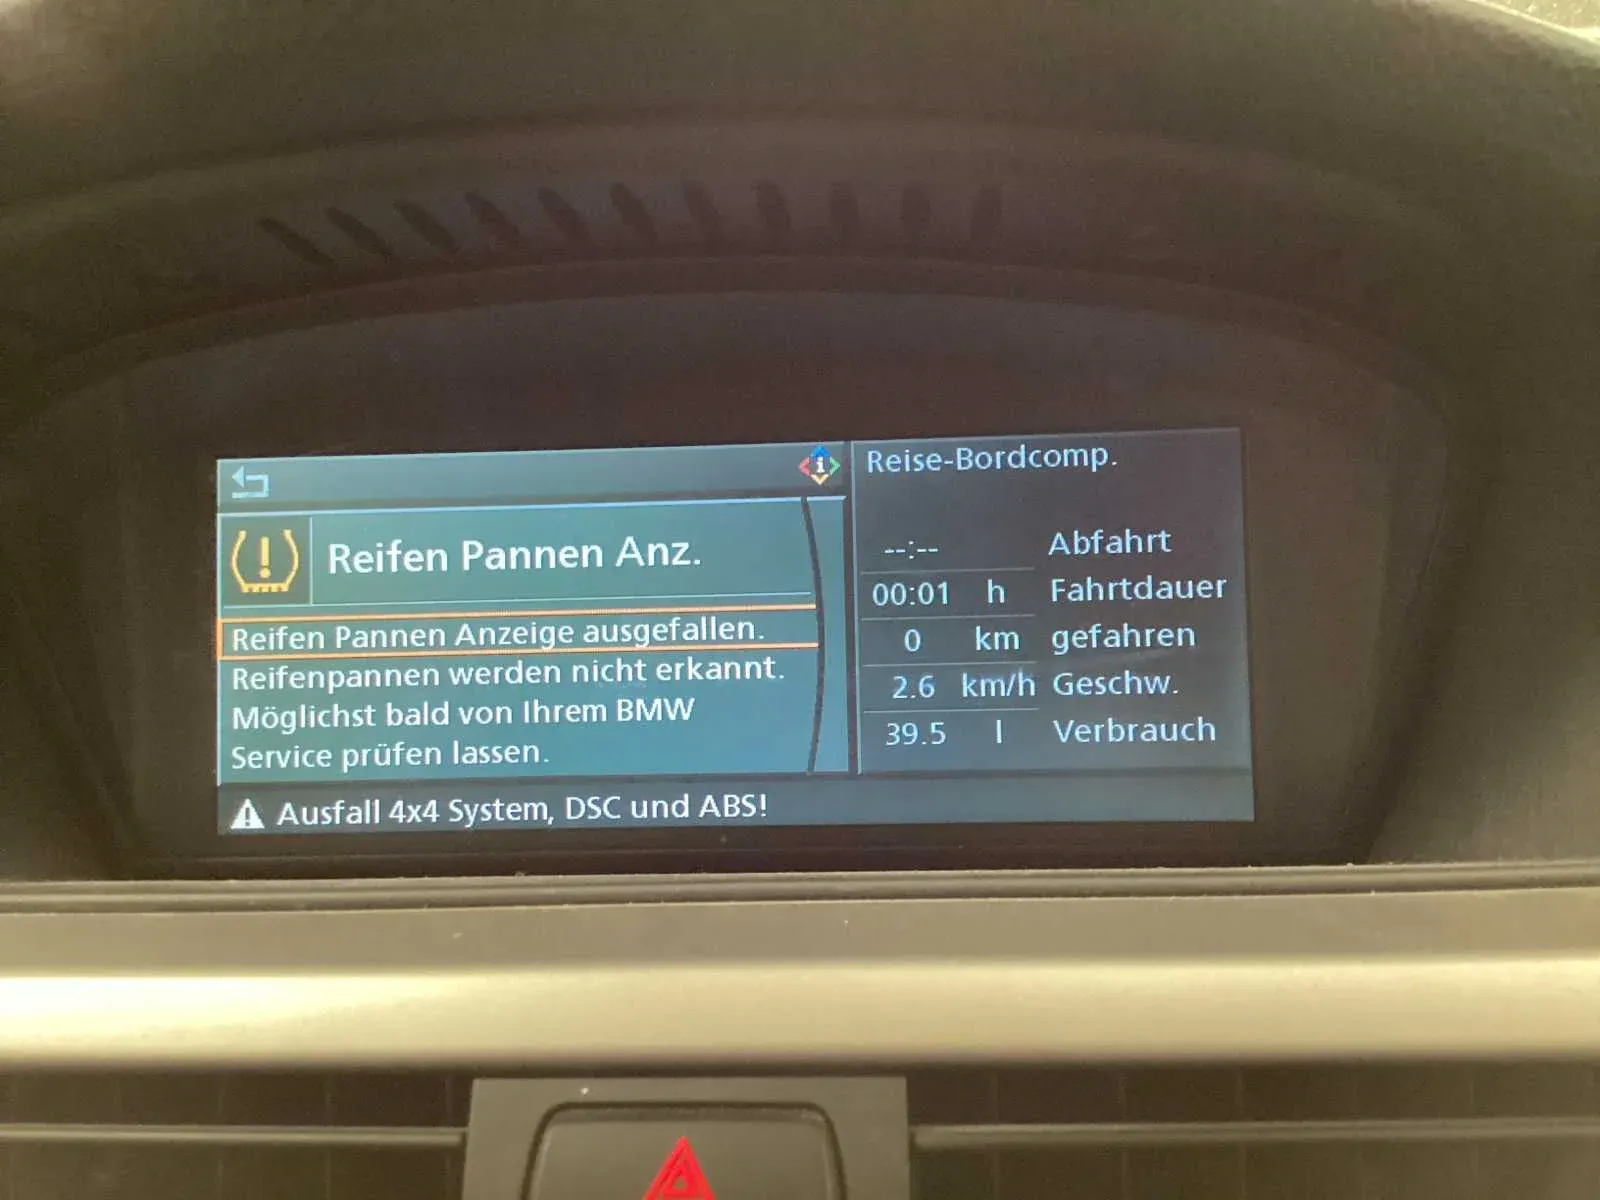 Reifen Pannen Anz.
Reifen Pannen Anzeige ausgefallen.
Reifenpannen werden nicht erkannt.
Möglichst bald von Ihrem BMW
Service prüfen lassen.
Reise-Bordcomp.
--:-- Abfahrt
00:01 h Fahrtdauer
0 km gefahren
2.6 km/h Geschw.
39.5 l Verbrauch
Ausfall 4x4 System, DSC und ABS!